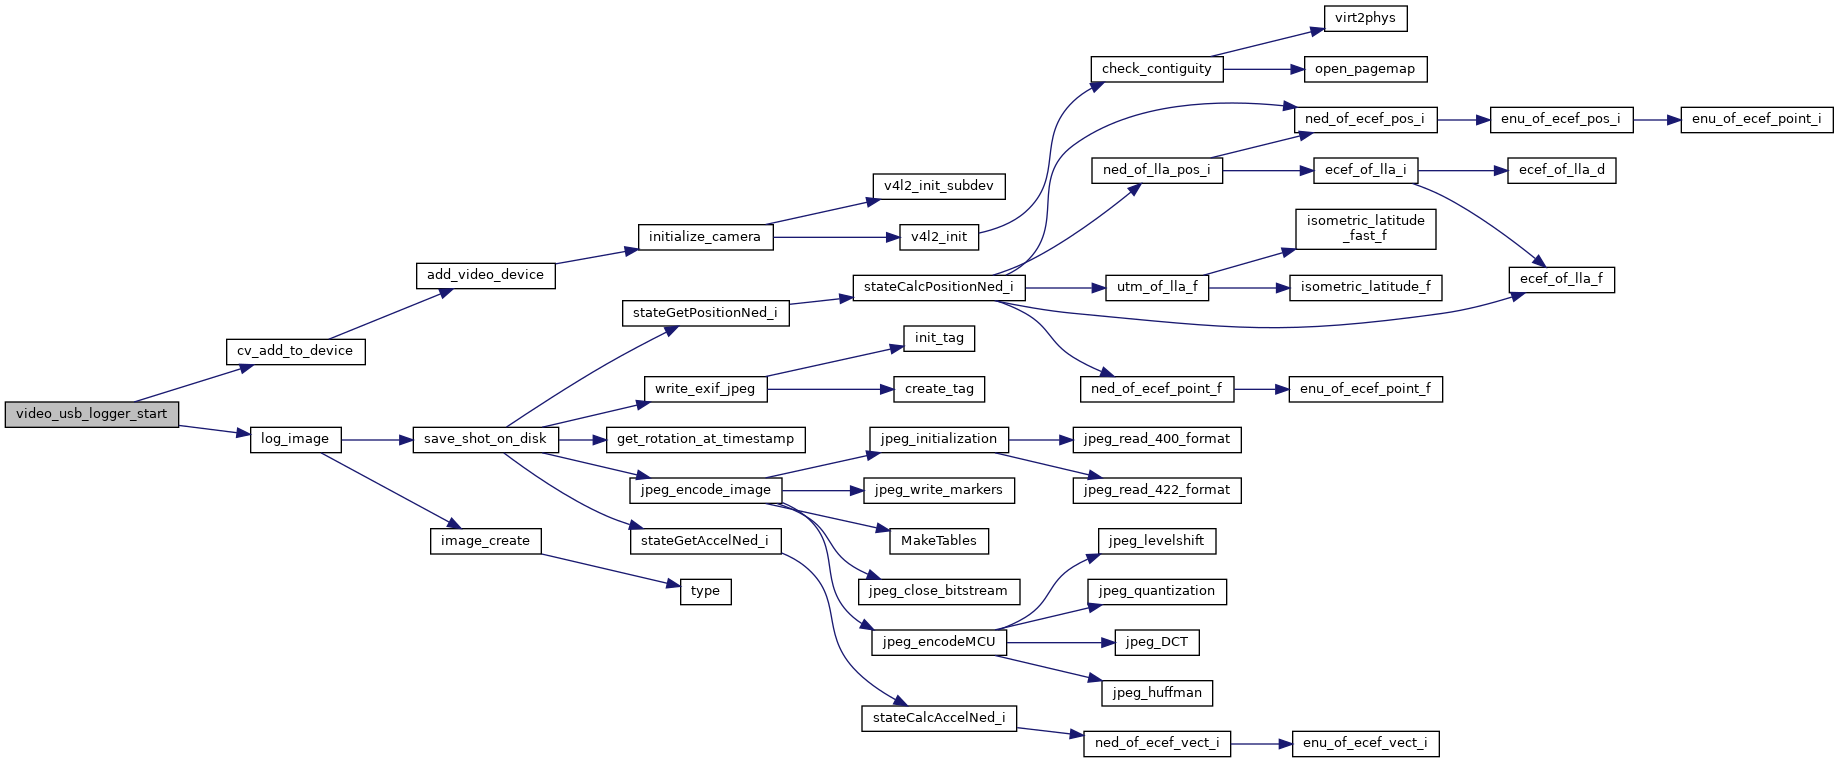 virt2phys
check_contiguity
open_pagemap
ned_of_ecef_pos_i
enu_of_ecef_pos_i
enu_of_ecef_point_i
ned_of_lla_pos_i
ecef_of_lla_i
ecef_of_lla_d
v4l2_init_subdev
isometric_latitude
_fast_f
initialize_camera
v4l2_init
add_video_device
ecef_of_lla_f
stateCalcPositionNed_i
utm_of_lla_f
isometric_latitude_f
stateGetPositionNed_i
init_tag
cv_add_to_device
write_exif_jpeg
create_tag
ned_of_ecef_point_f
enu_of_ecef_point_f
video_usb_logger_start
log_image
save_shot_on_disk
get_rotation_at_timestamp
jpeg_initialization
jpeg_read_400_format
jpeg_encode_image
jpeg_write_markers
jpeg_read_422_format
image_create
stateGetAccelNed_i
MakeTables
jpeg_levelshift
type
jpeg_close_bitstream
jpeg_quantization
jpeg_encodeMCU
jpeg_DCT
jpeg_huffman
stateCalcAccelNed_i
ned_of_ecef_vect_i
enu_of_ecef_vect_i